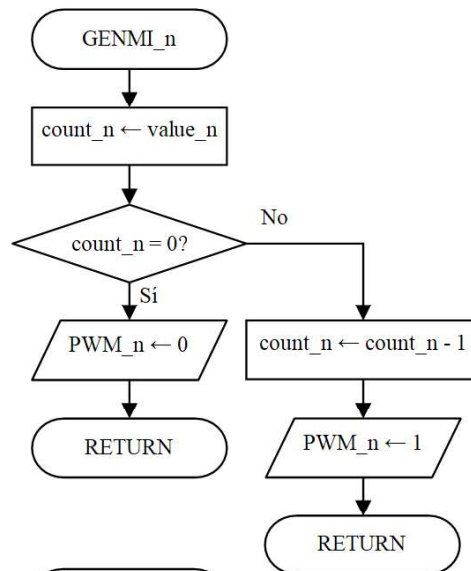 GENMI_n
count_n ← value_n
count_n = 0?
No
Sí
PWM_n ← 0
count_n ← count_n - 1
RETURN
PWM_n ← 1
RETURN